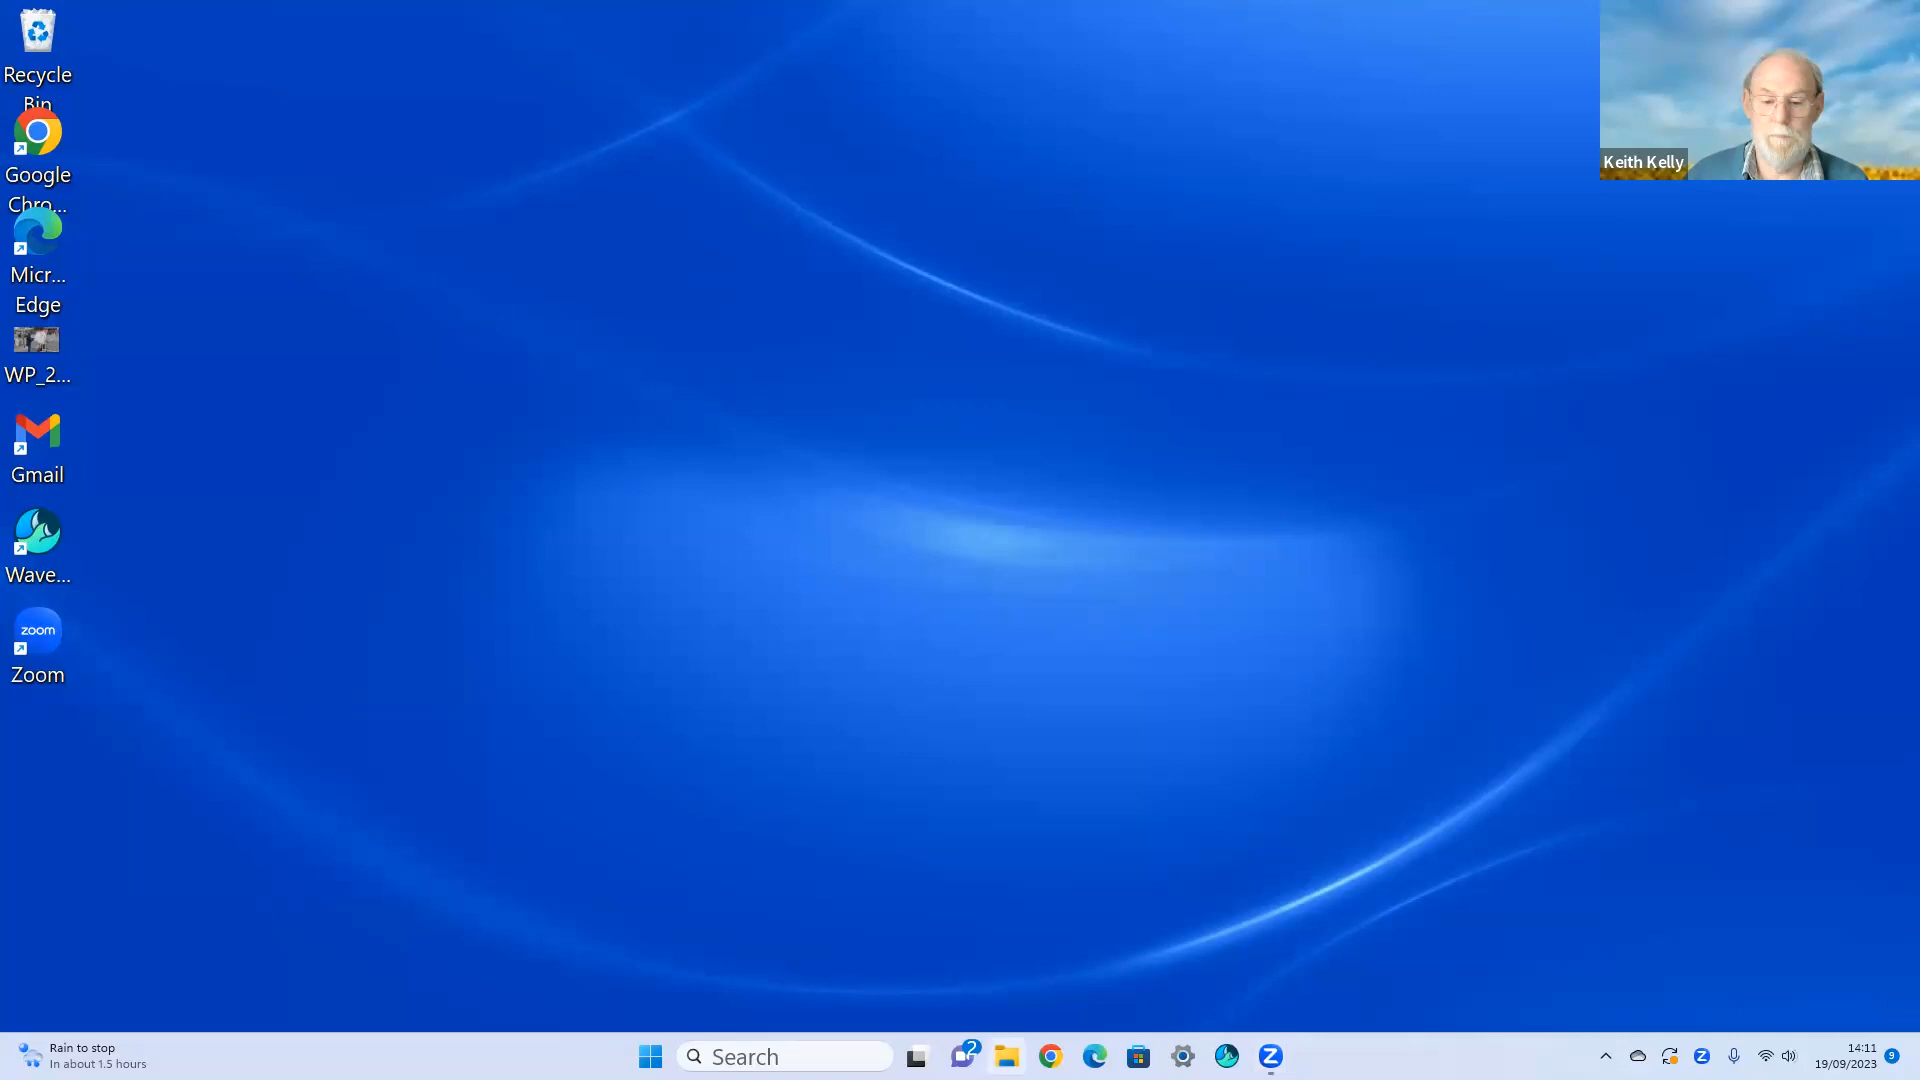 Recycle
Bin
Google
Chro...
Micr...
Edge
WP_2...
Gmail
Wave...
zoom
Zoom
Keith Kelly
Rain to stop
In about 1.5 hours
Search
2
Z
Z
14:11
19/09/2023
9